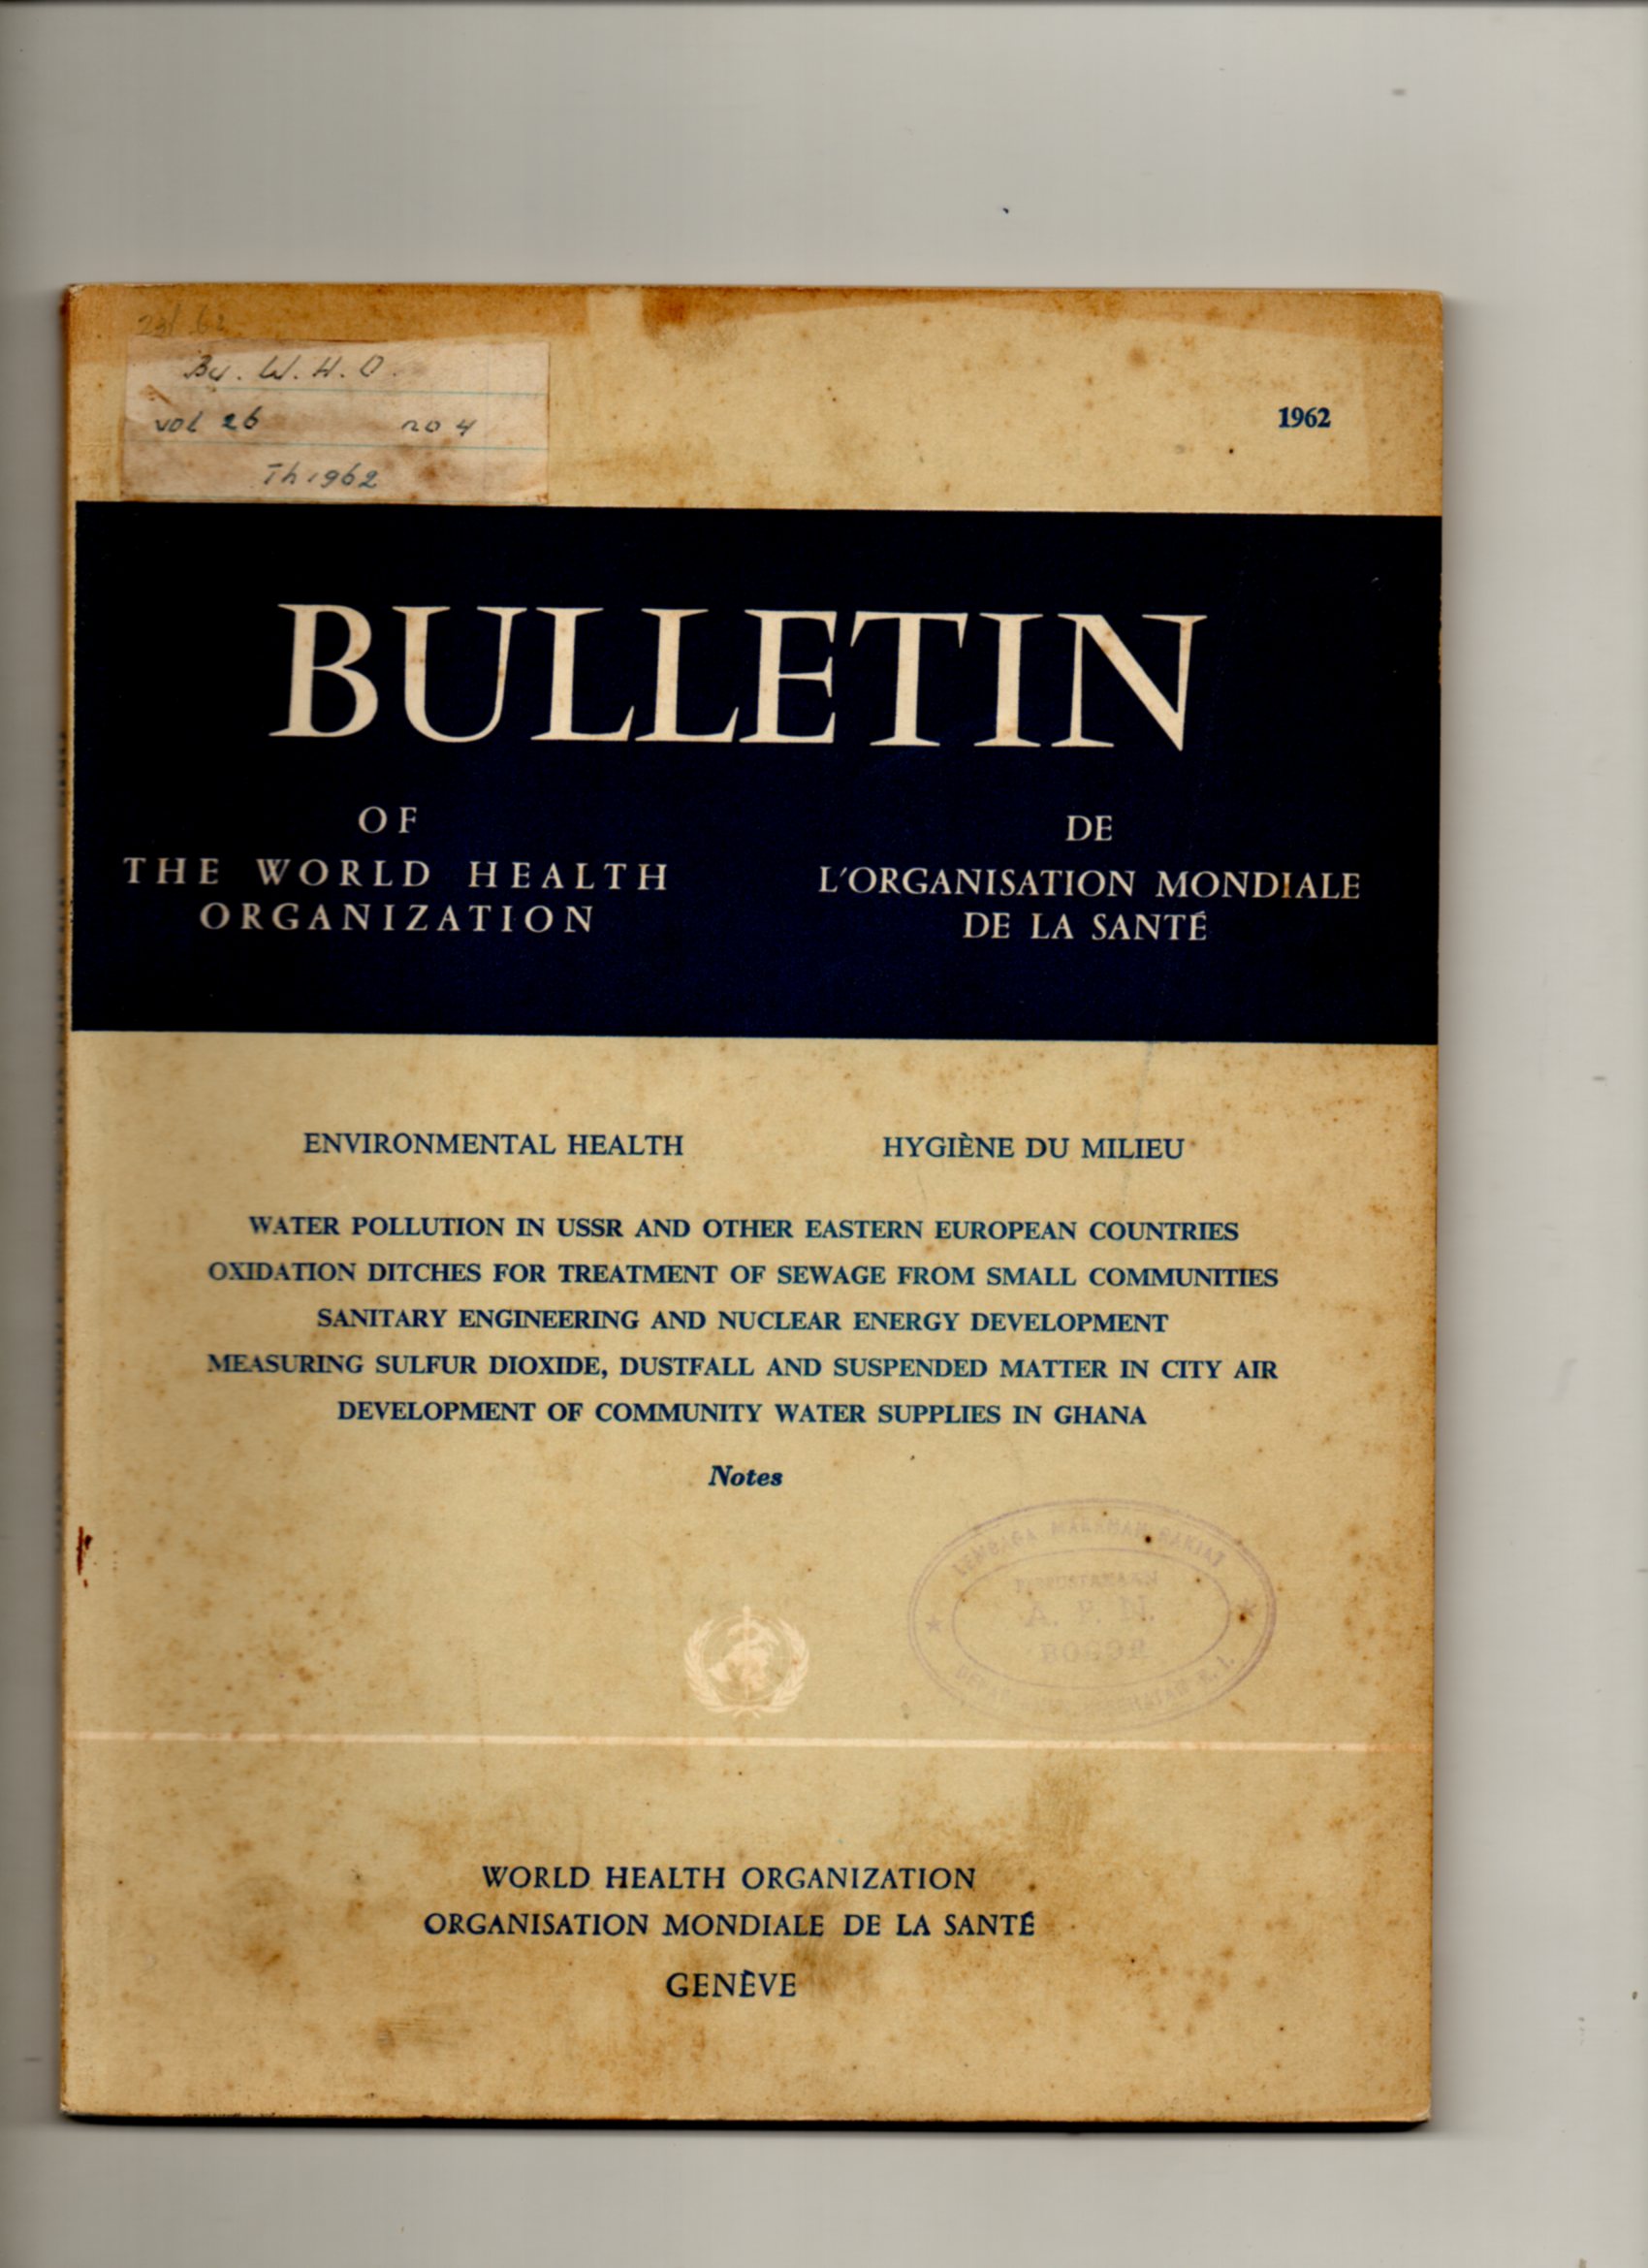 Bu. W. H. O.
vol 26 no 4
Th 1962
1962
BULLETIN
OF
THE WORLD HEALTH
ORGANIZATION
DE
L'ORGANISATION MONDIALE
DE LA SANTÉ
ENVIRONMENTAL HEALTH
HYGIÈNE DU MILIEU
WATER POLLUTION IN USSR AND OTHER EASTERN EUROPEAN COUNTRIES
OXIDATION DITCHES FOR TREATMENT OF SEWAGE FROM SMALL COMMUNITIES
SANITARY ENGINEERING AND NUCLEAR ENERGY DEVELOPMENT
MEASURING SULFUR DIOXIDE, DUSTFALL AND SUSPENDED MATTER IN CITY AIR
DEVELOPMENT OF COMMUNITY WATER SUPPLIES IN GHANA
Notes
LEMBAGA MAKANAN RAKJAT
PERPUSTAKAAN
A. P. N.
BOGOR
R. I.
WORLD HEALTH ORGANIZATION
ORGANISATION MONDIALE DE LA SANTÉ
GENÈVE